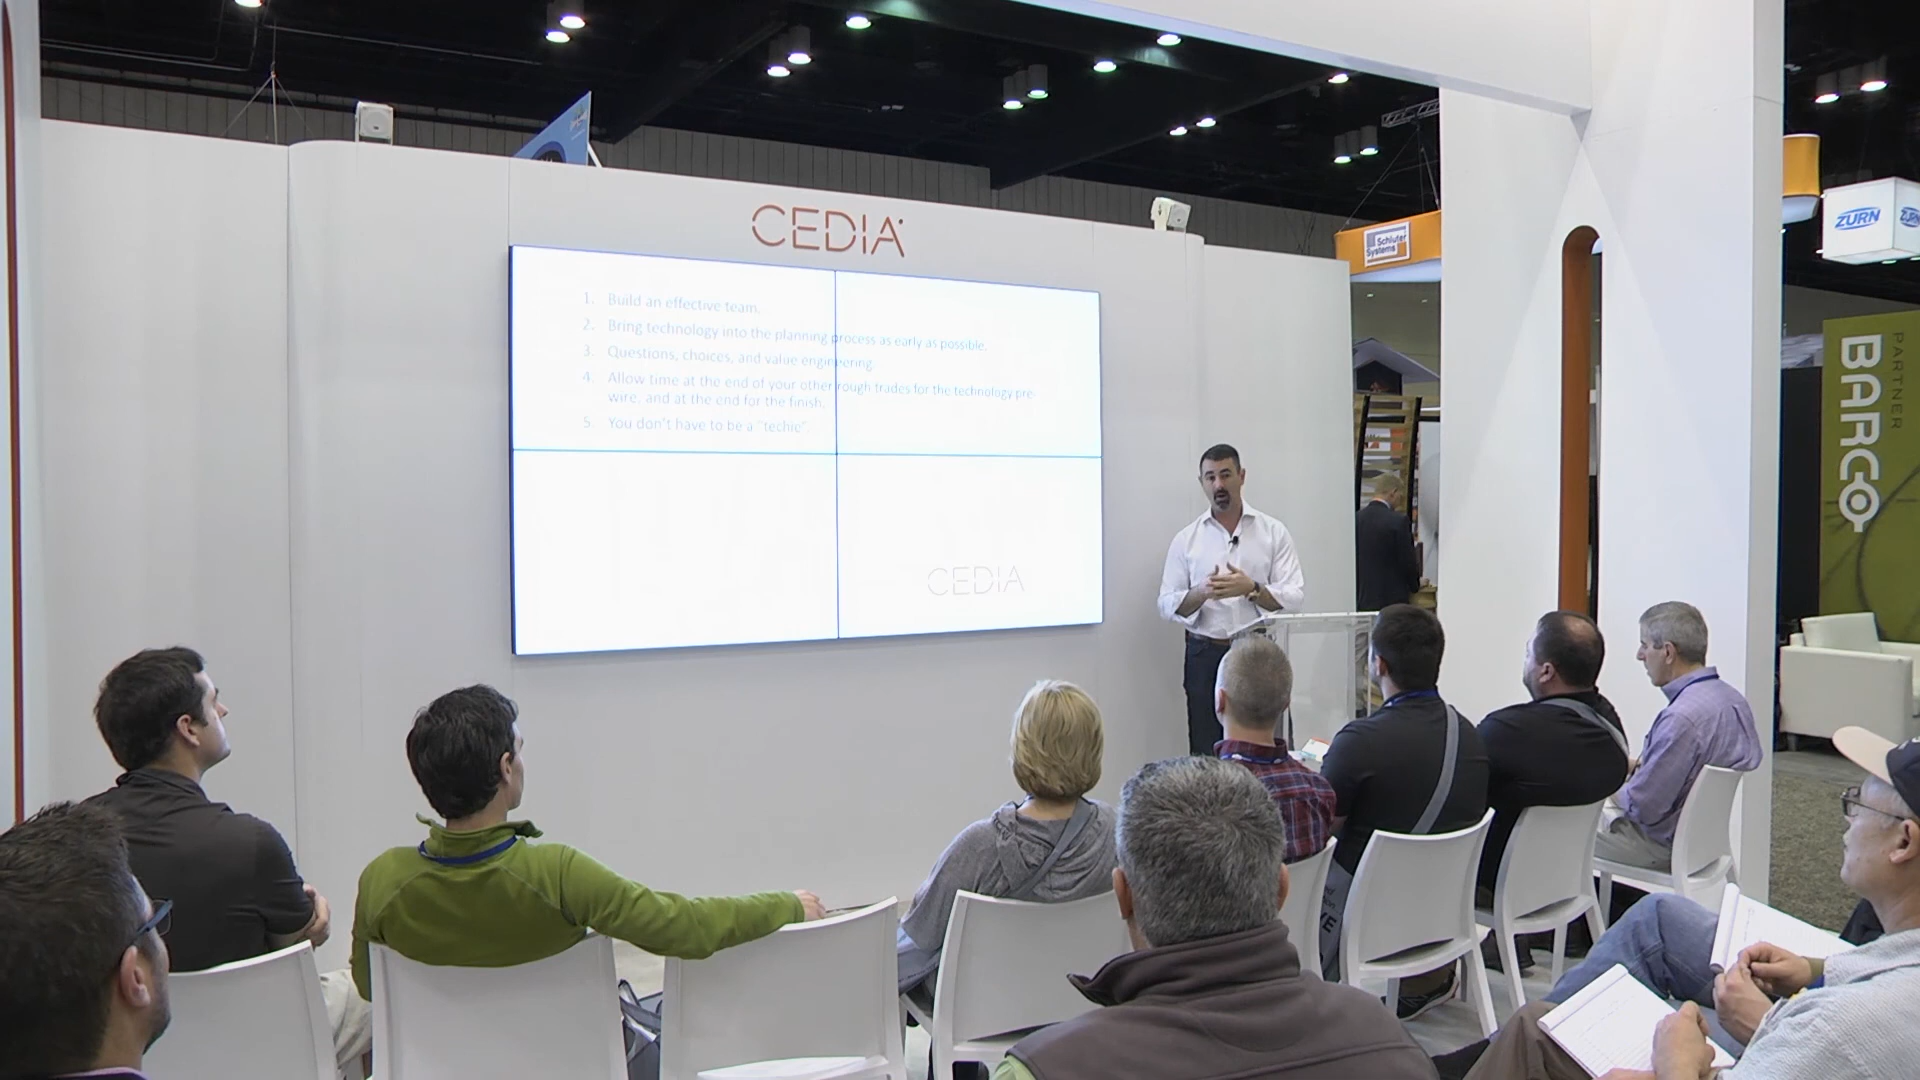 CEDIA
1. Build an effective team.
2. Bring technology into the planning process as early as possible.
3. Questions, choices, and value engineering.
4. Allow time at the end of your other rough trades for the technology pre-
wire, and at the end for the finish.
5. You don't have to be a "techie".
CEDIA
Schluter
Systems
ZURN
ZURN
PARTNER
BARCO